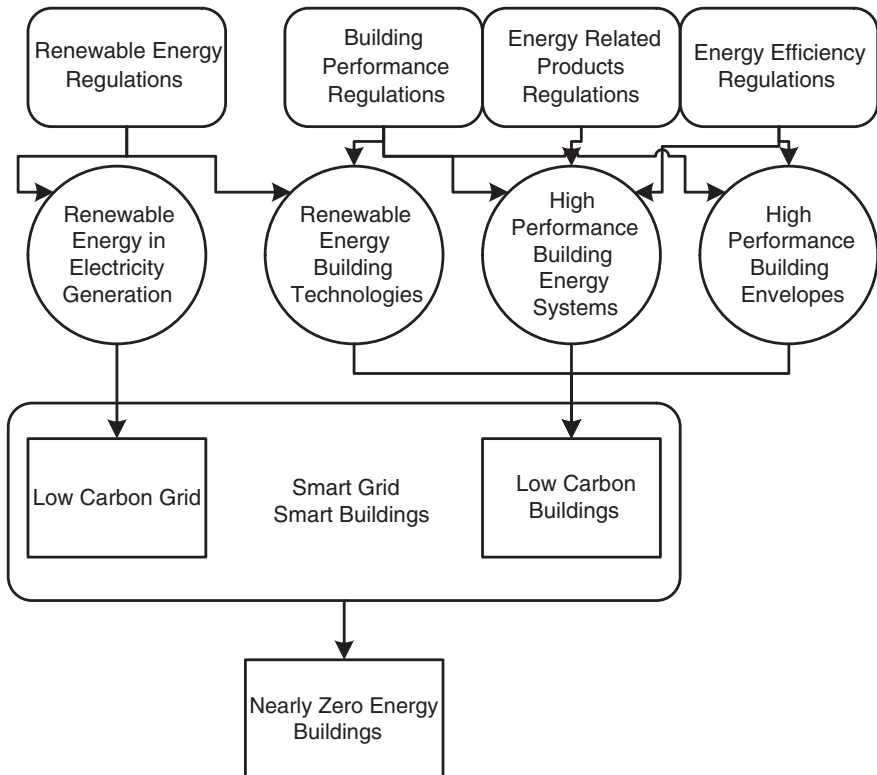 Renewable Energy
Regulations
Building
Performance
Regulations
Energy Related
Products
Regulations
Energy Efficiency
Regulations
Renewable
Energy in
Electricity
Generation
Renewable
Energy
Building
Technologies
High
Performance
Building
Energy
Systems
High
Performance
Building
Envelopes
Low Carbon Grid
Smart Grid
Smart Buildings
Low Carbon
Buildings
Nearly Zero Energy
Buildings